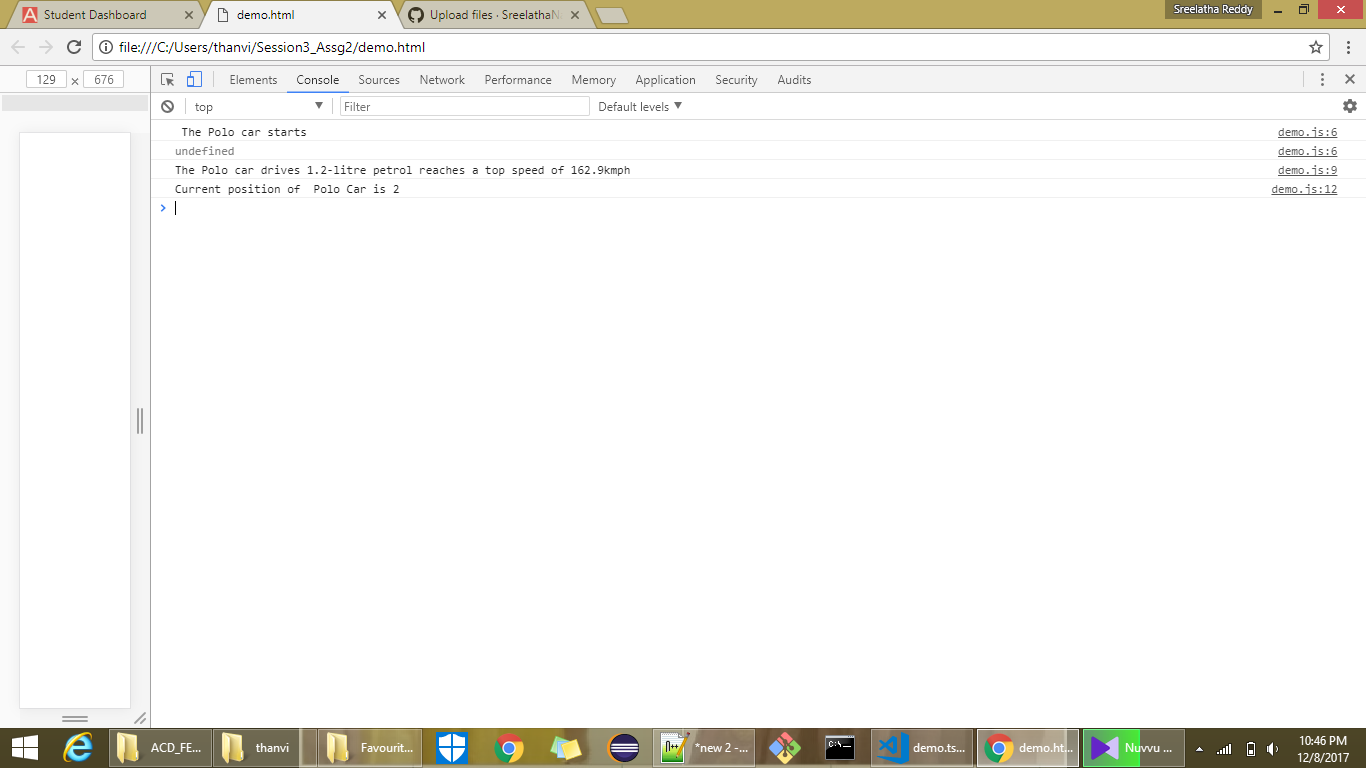 Student Dashboard
demo.html
Upload files · SreelathaN
Sreelatha Reddy
file:///C:/Users/thanvi/Session3_Assg2/demo.html
129 x 676
Elements Console Sources Network Performance Memory Application Security Audits
top Filter Default levels
The Polo car starts demo.js:6
undefined demo.js:6
The Polo car drives 1.2-litre petrol reaches a top speed of 162.9kmph demo.js:9
Current position of  Polo Car is 2 demo.js:12
>
ACD_FE... thanvi Favourit... *new 2 -... demo.ts... demo.ht... Nuvvu ... 10:46 PM
12/8/2017